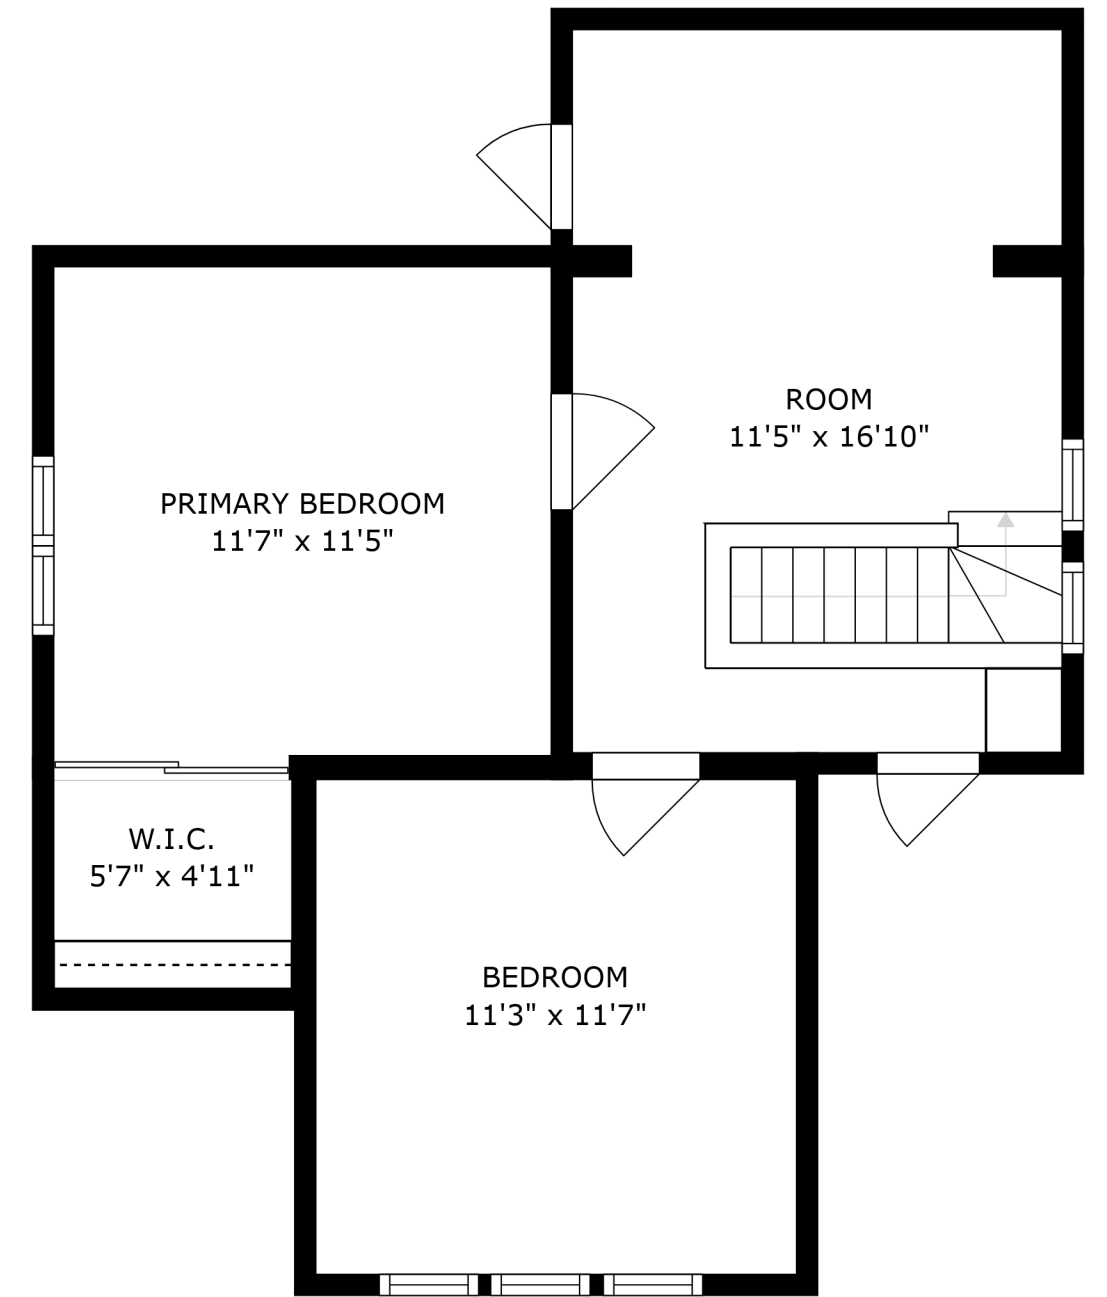 ROOM
11'5" x 16'10"
PRIMARY BEDROOM
11'7" x 11'5"
W.I.C.
5'7" x 4'11"
BEDROOM
11'3" x 11'7"